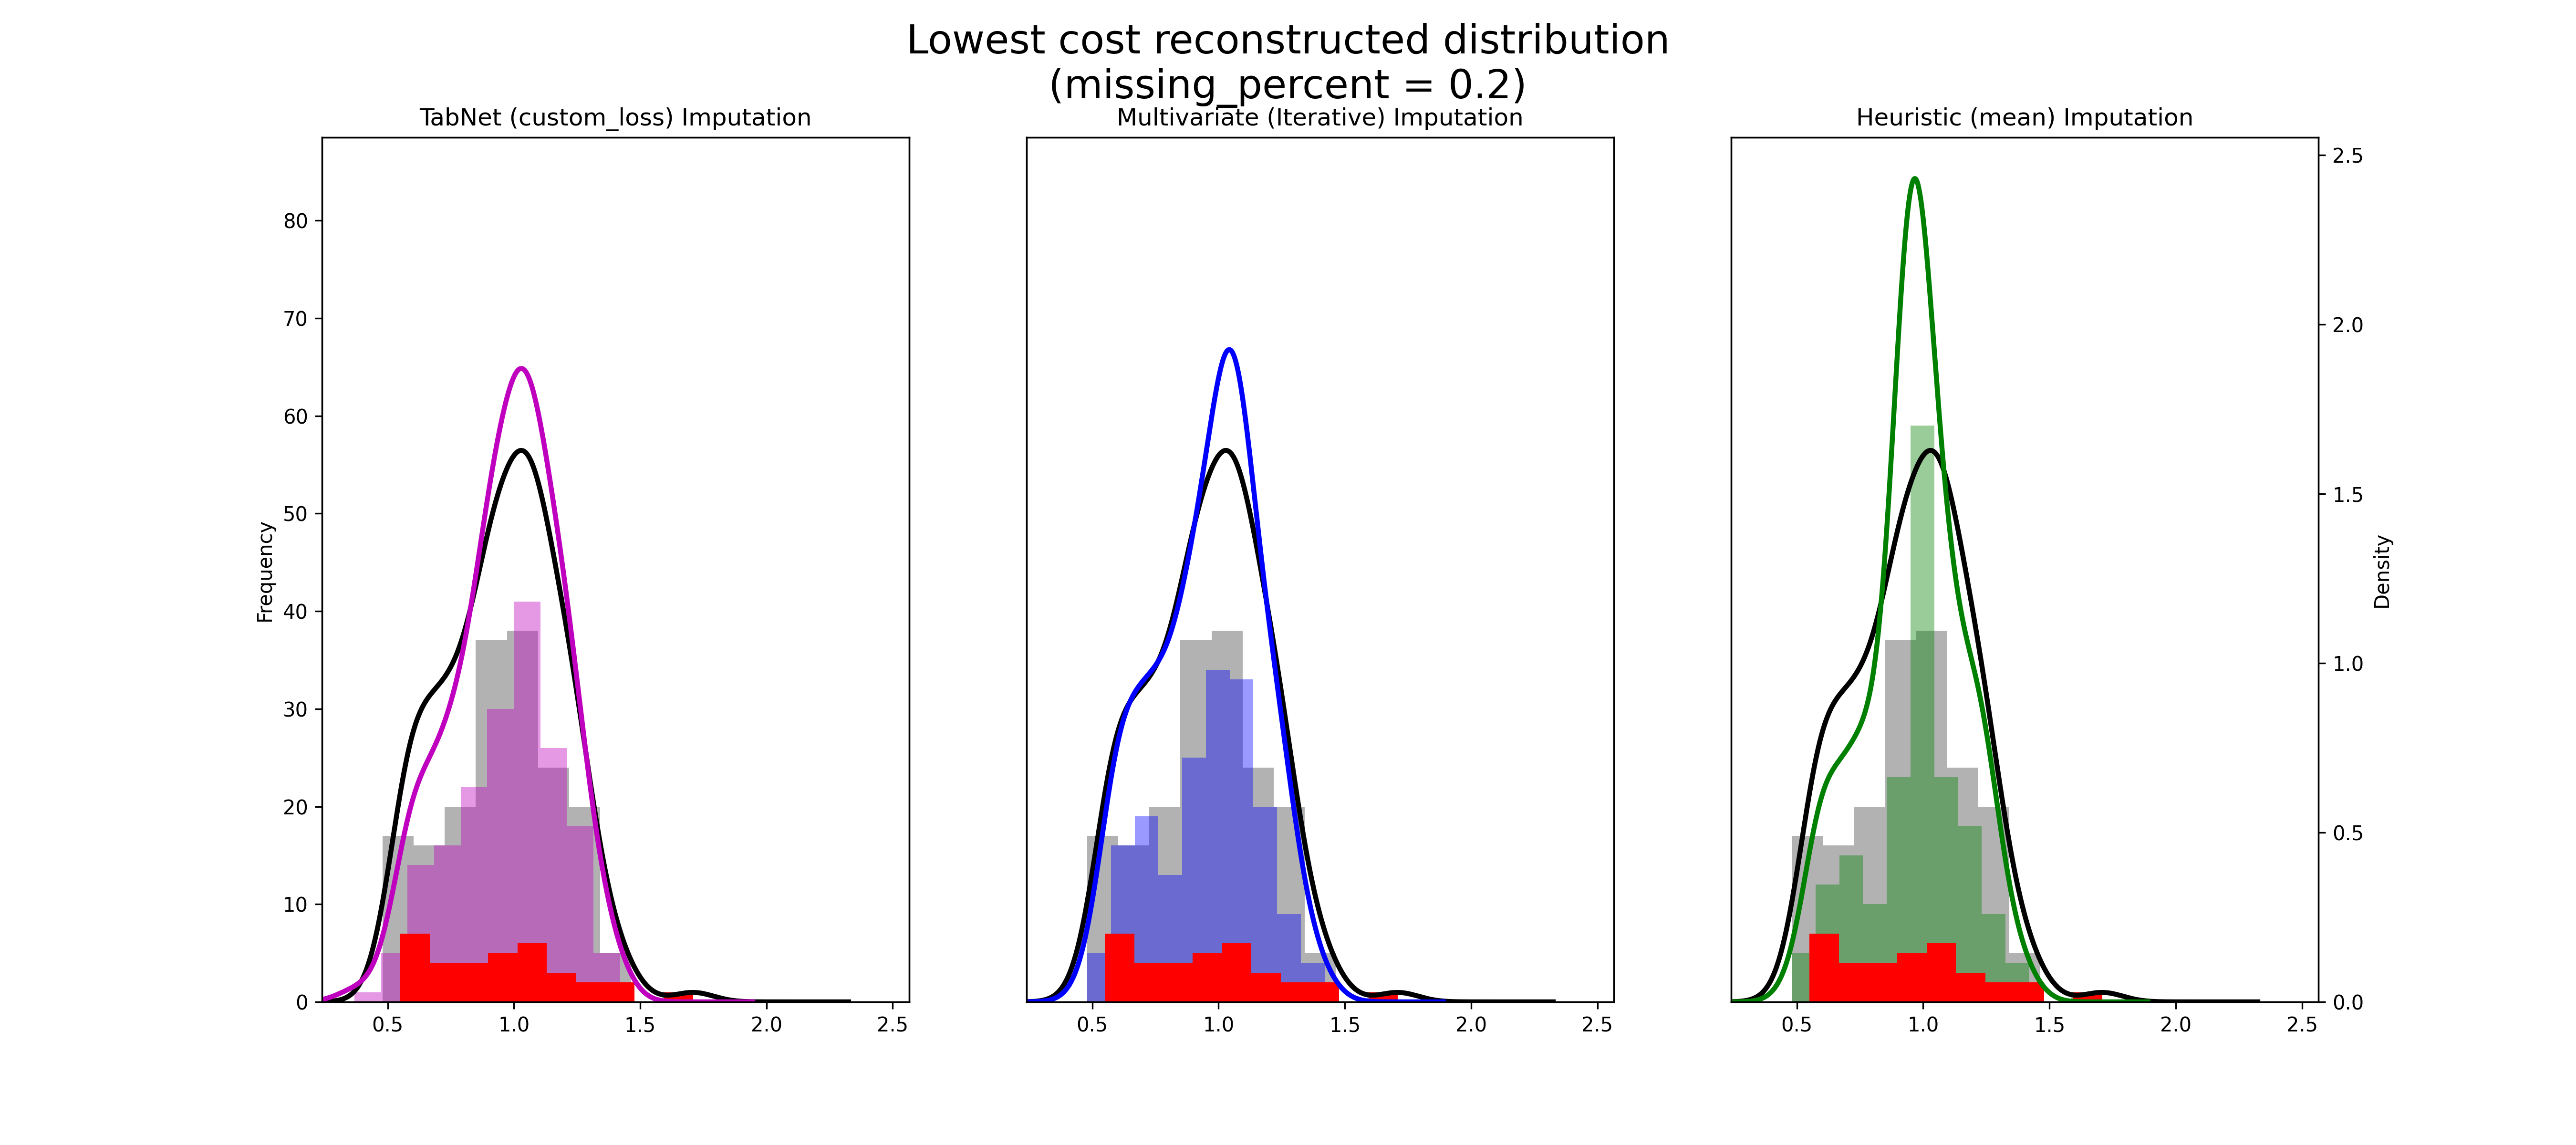 Lowest cost reconstructed distribution
(missing_percent = 0.2)
TabNet (custom_loss) Imputation
Multivariate (Iterative) Imputation
Heuristic (mean) Imputation
Frequency
80
70
60
50
40
30
20
10
0
0.5 1.0 1.5 2.0 2.5
0.5 1.0 1.5 2.0 2.5
0.5 1.0 1.5 2.0 2.5
2.5
2.0
1.5
1.0
0.5
0.0
Density